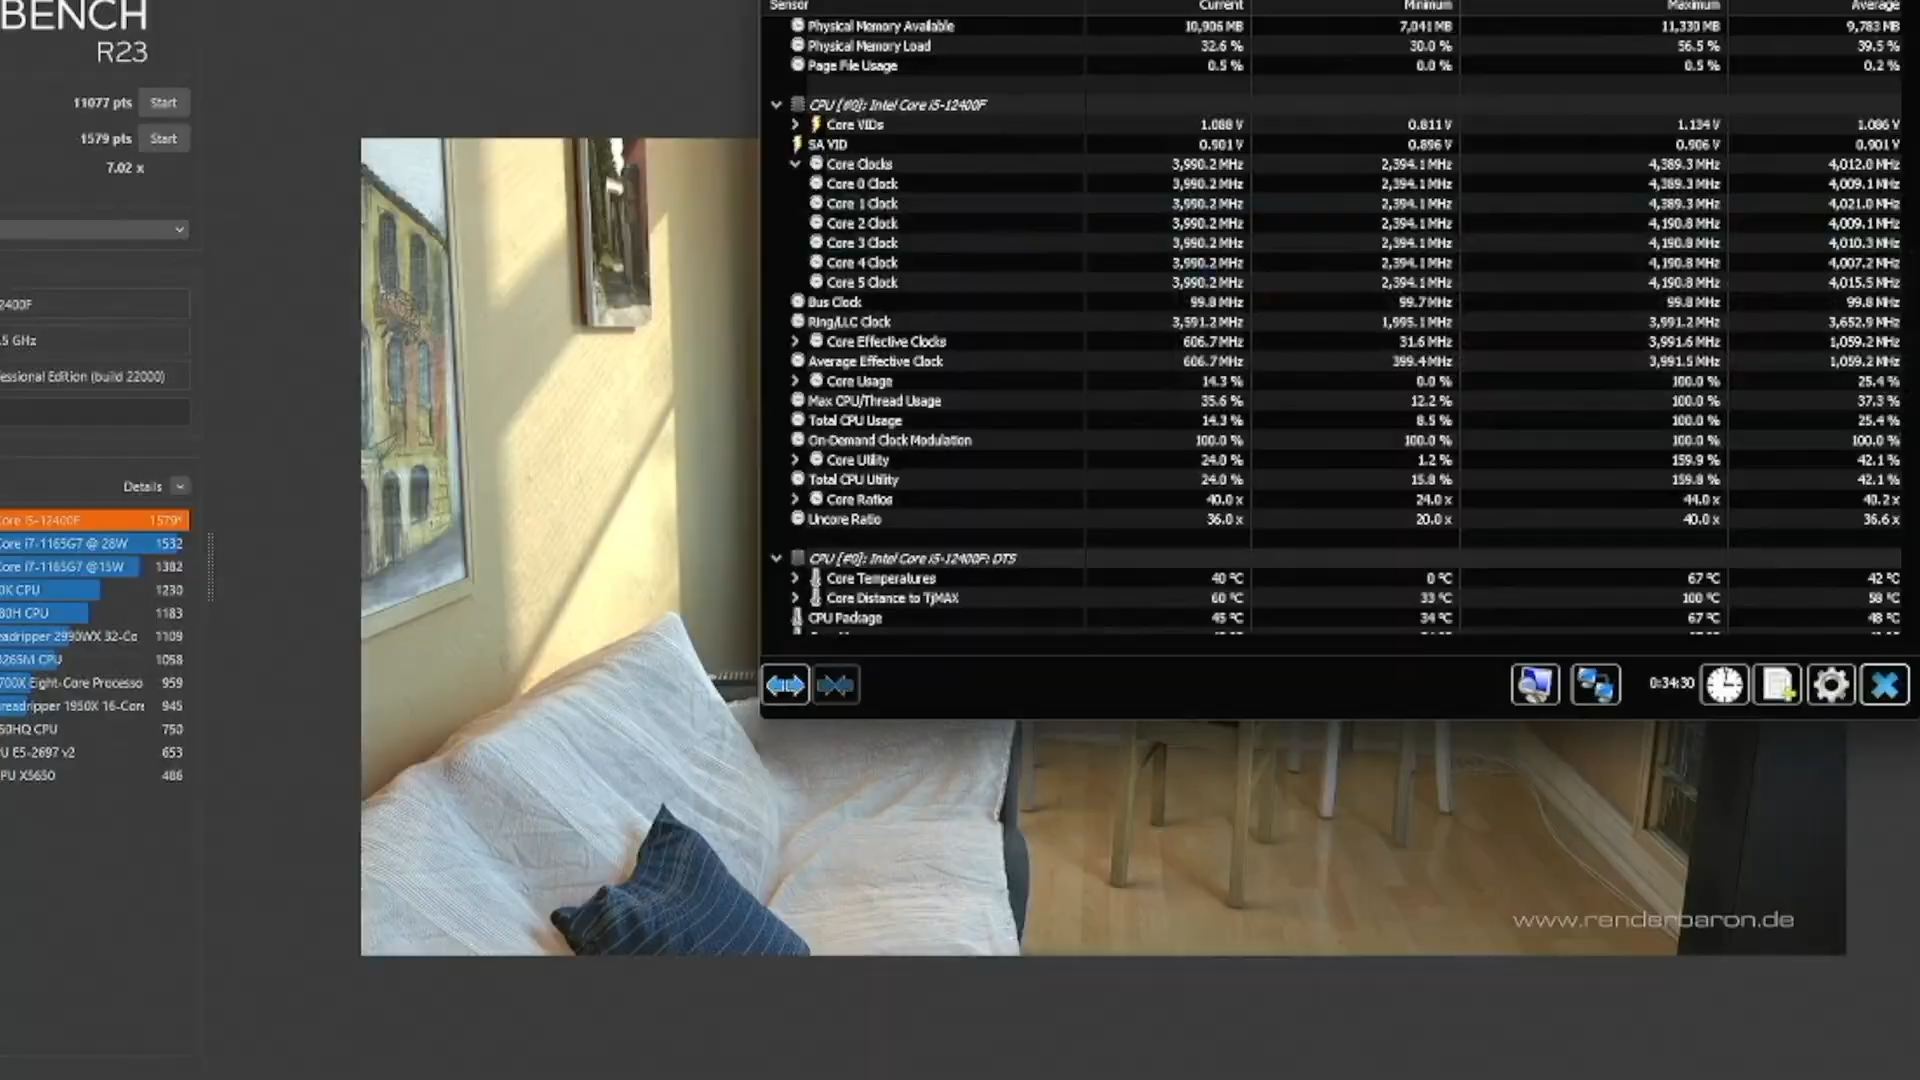 BENCH
R23
11077 pts Start
1579 pts Start
7.02 x
2400F
.5 GHz
essional Edition (build 22000)
Details
Core i5-12400F 1579*
Core i7-1165G7 @ 28W 1532
Core i7-1165G7 @15W 1382
0K CPU 1230
80H CPU 1183
eadripper 2990WX 32-Co 1109
3265M CPU 1058
700X Eight-Core Processo 959
readripper 1950X 16-Core 945
50HQ CPU 750
U E5-2697 v2 653
PU X5650 486
Sensor Current Minimum Maximum Average
Physical Memory Available 10,906 MB 7,041 MB 11,330 MB 9,783 MB
Physical Memory Load 32.6 % 30.0 % 56.5 % 39.5 %
Page File Usage 0.5 % 0.0 % 0.5 % 0.2 %
CPU [#0]: Intel Core i5-12400F
Core VIDs 1.088 V 0.811 V 1.134 V 1.086 V
SA VID 0.901 V 0.896 V 0.906 V 0.901 V
Core Clocks 3,990.2 MHz 2,394.1 MHz 4,389.3 MHz 4,012.0 MHz
Core 0 Clock 3,990.2 MHz 2,394.1 MHz 4,389.3 MHz 4,009.1 MHz
Core 1 Clock 3,990.2 MHz 2,394.1 MHz 4,389.3 MHz 4,021.0 MHz
Core 2 Clock 3,990.2 MHz 2,394.1 MHz 4,190.8 MHz 4,009.1 MHz
Core 3 Clock 3,990.2 MHz 2,394.1 MHz 4,190.8 MHz 4,010.3 MHz
Core 4 Clock 3,990.2 MHz 2,394.1 MHz 4,190.8 MHz 4,007.2 MHz
Core 5 Clock 3,990.2 MHz 2,394.1 MHz 4,190.8 MHz 4,015.5 MHz
Bus Clock 99.8 MHz 99.7 MHz 99.8 MHz 99.8 MHz
Ring/LLC Clock 3,591.2 MHz 1,995.1 MHz 3,991.2 MHz 3,652.9 MHz
Core Effective Clocks 606.7 MHz 31.6 MHz 3,991.6 MHz 1,059.2 MHz
Average Effective Clock 606.7 MHz 399.4 MHz 3,991.5 MHz 1,059.2 MHz
Core Usage 14.3 % 0.0 % 100.0 % 25.4 %
Max CPU/Thread Usage 35.6 % 12.2 % 100.0 % 37.3 %
Total CPU Usage 14.3 % 8.5 % 100.0 % 25.4 %
On-Demand Clock Modulation 100.0 % 100.0 % 100.0 % 100.0 %
Core Utility 24.0 % 1.2 % 159.9 % 42.1 %
Total CPU Utility 24.0 % 15.8 % 159.8 % 42.1 %
Core Ratios 40.0 x 24.0 x 44.0 x 40.2 x
Uncore Ratio 36.0 x 20.0 x 40.0 x 36.6 x
CPU [#0]: Intel Core i5-12400F: DTS
Core Temperatures 40 °C 0 °C 67 °C 42 °C
Core Distance to TjMAX 60 °C 33 °C 100 °C 58 °C
CPU Package 45 °C 34 °C 67 °C 48 °C
0:34:30
www.renderbaron.de